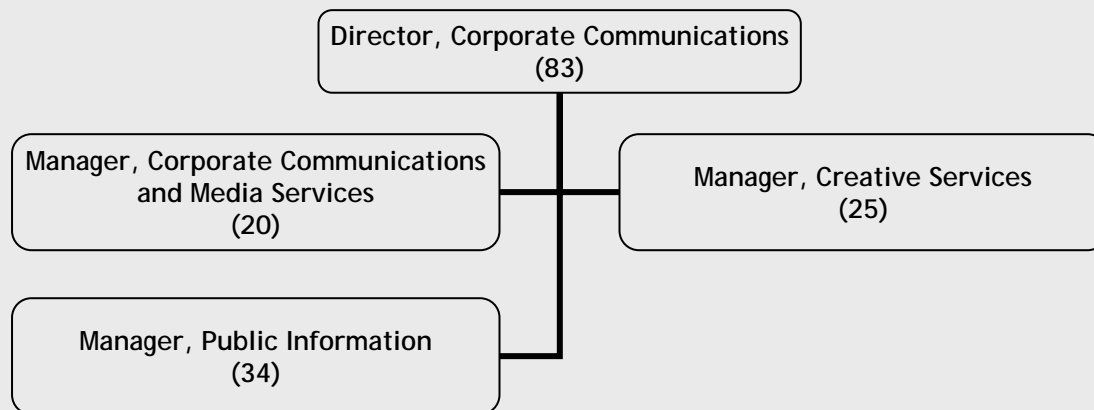 Director, Corporate Communications
(83)
Manager, Corporate Communications
and Media Services
(20)
Manager, Creative Services
(25)
Manager, Public Information
(34)